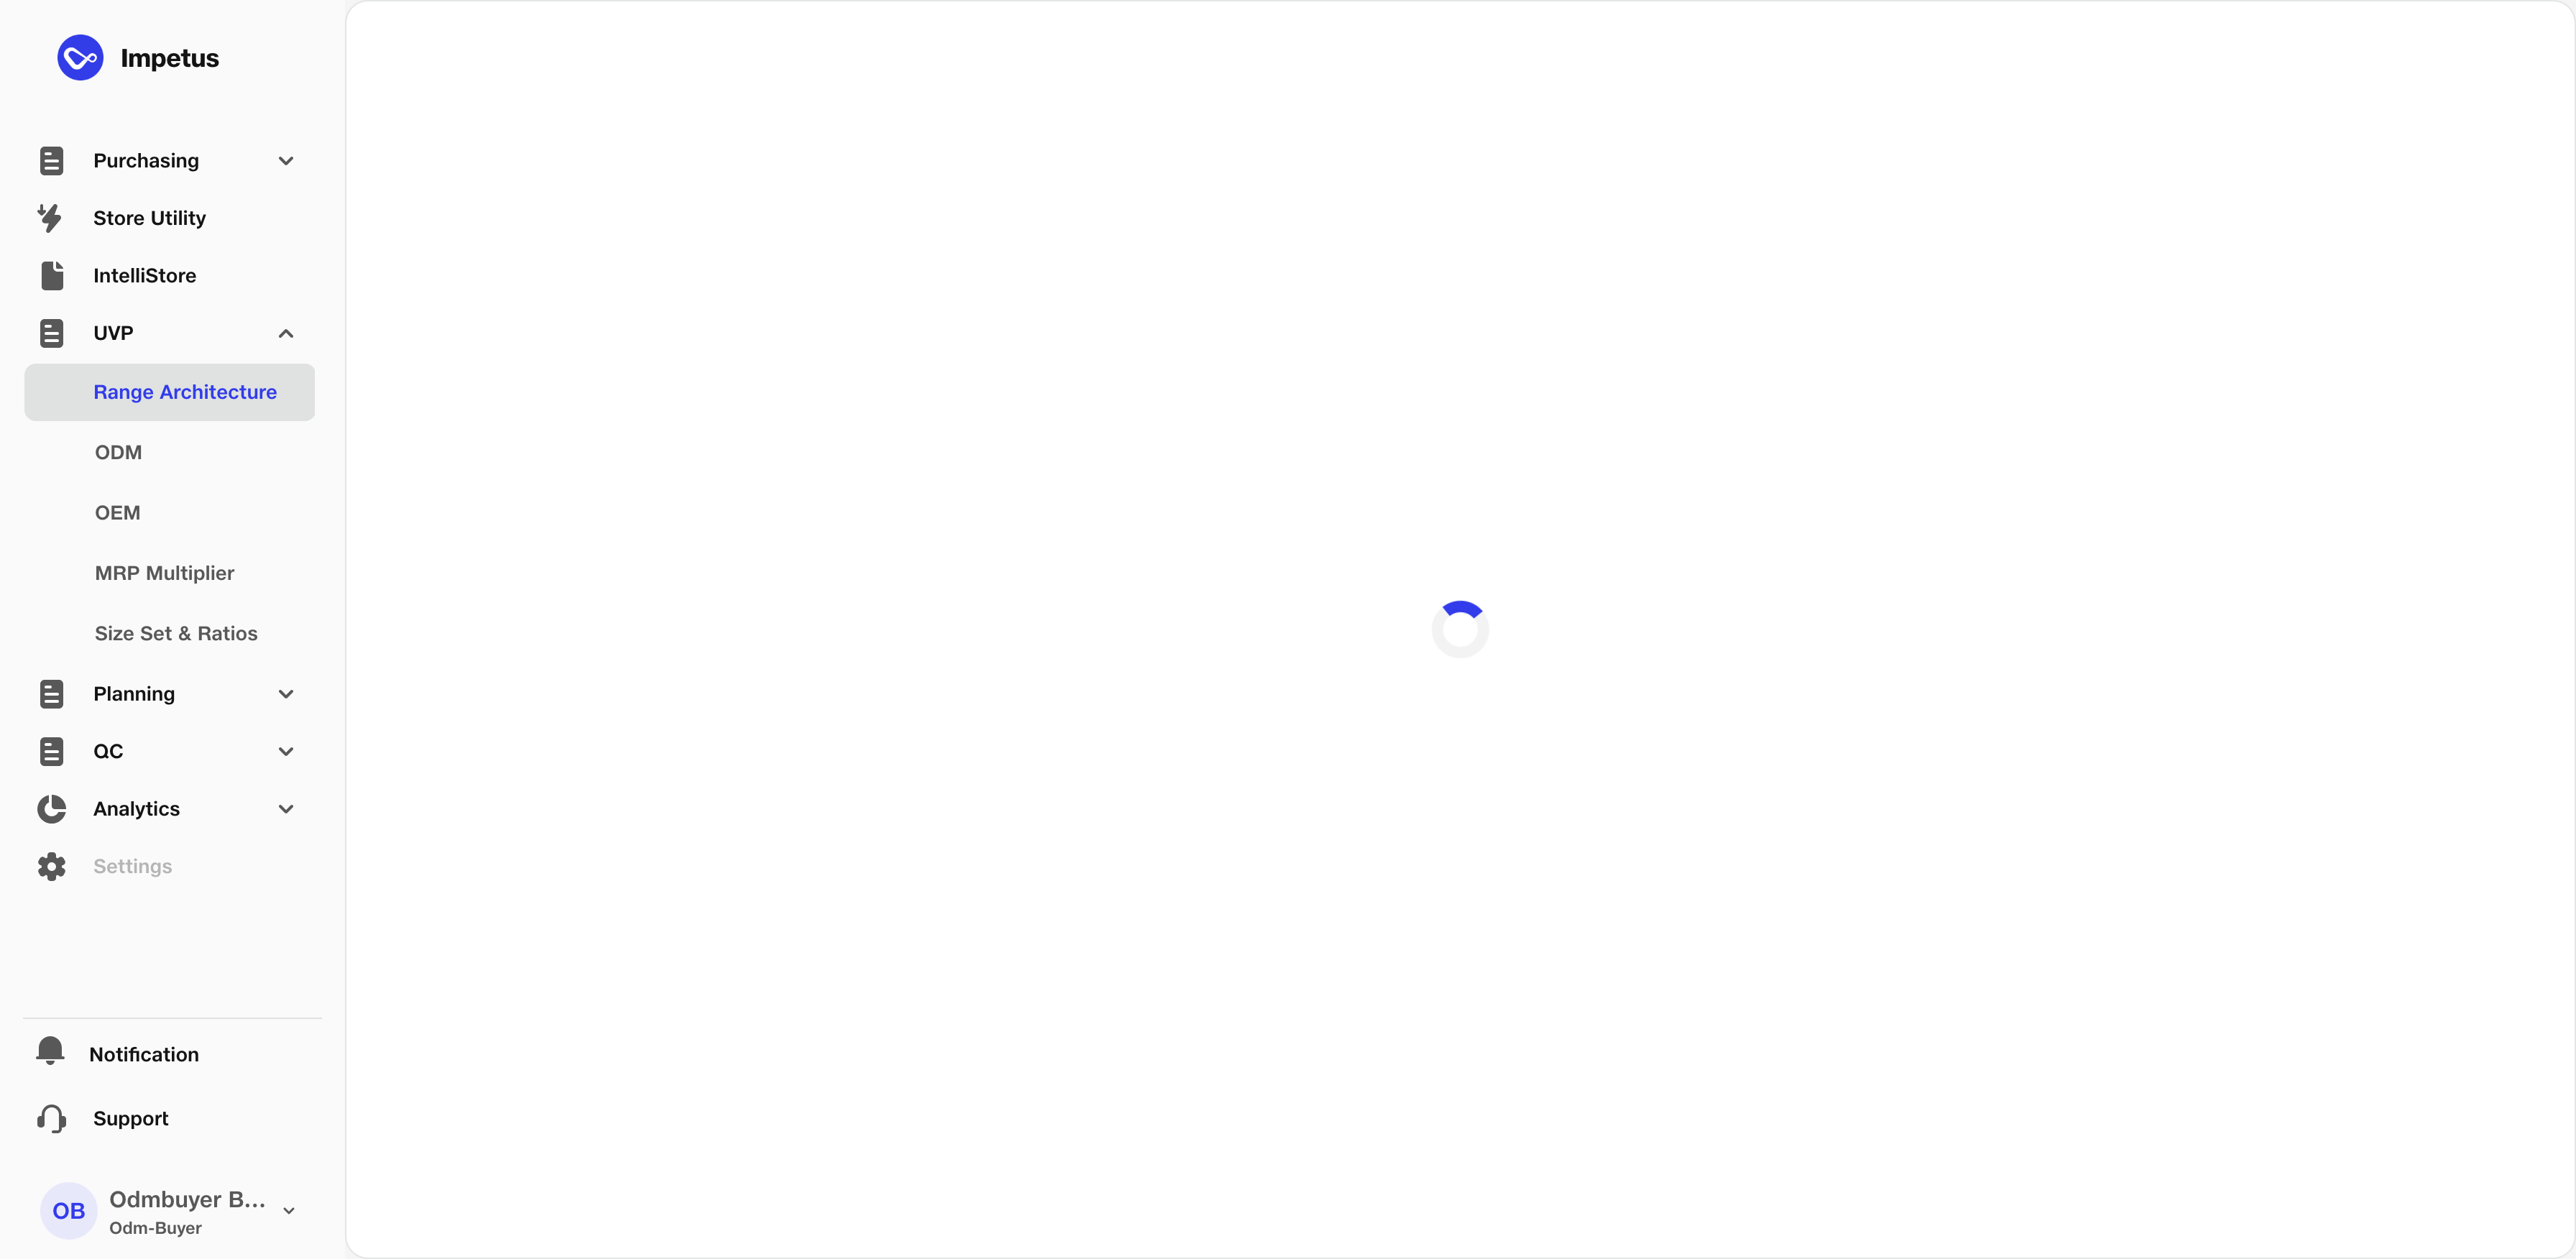 Impetus
Purchasing
Store Utility
IntelliStore
UVP
Range Architecture
ODM
OEM
MRP Multiplier
Size Set & Ratios
Planning
QC
Analytics
Settings
Notification
Support
OB
Odmbuyer B...
Odm-Buyer